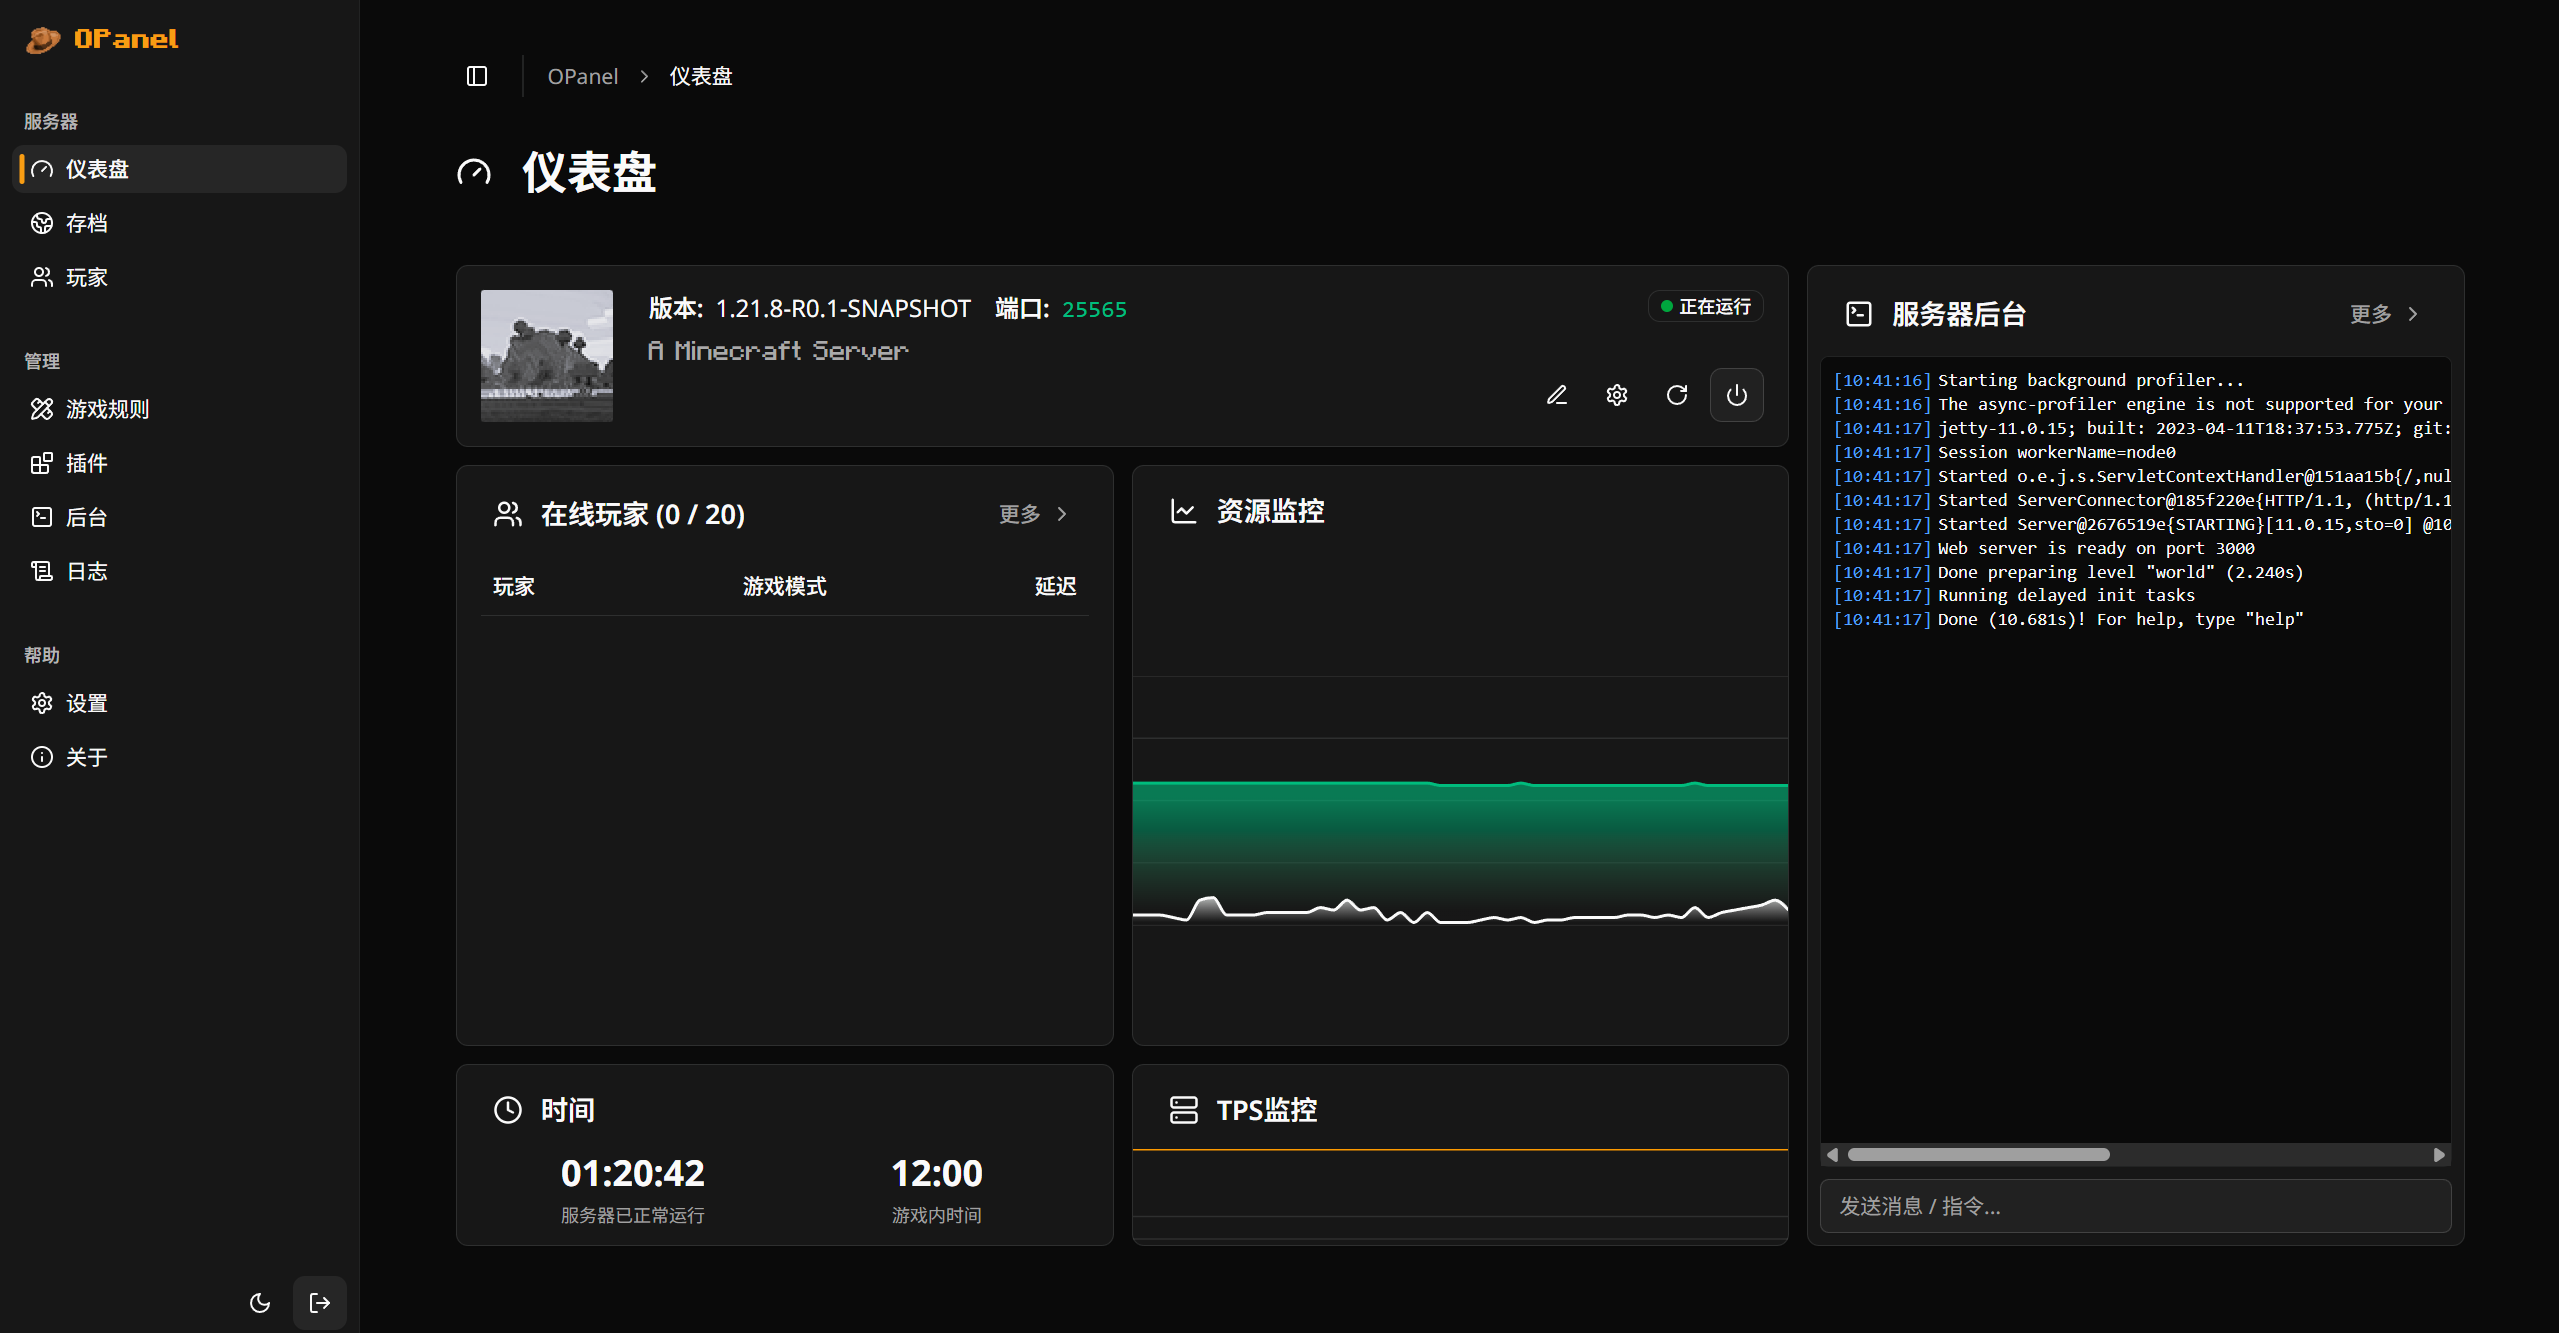 OPanel
服务器
仪表盘
存档
玩家
管理
游戏规则
插件
后台
日志
帮助
设置
关于
OPanel > 仪表盘
仪表盘
版本: 1.21.8-R0.1-SNAPSHOT 端口: 25565
正在运行
A Minecraft Server
在线玩家 (0 / 20)
更多
玩家 游戏模式 延迟
资源监控
时间
01:20:42
服务器已正常运行
12:00
游戏内时间
TPS监控
服务器后台
更多
[10:41:16] Starting background profiler...
[10:41:16] The async-profiler engine is not supported for your
[10:41:17] jetty-11.0.15; built: 2023-04-11T18:37:53.775Z; git:
[10:41:17] Session workerName=node0
[10:41:17] Started o.e.j.s.ServletContextHandler@151aa15b{/,nul
[10:41:17] Started ServerConnector@185f220e{HTTP/1.1, (http/1.1
[10:41:17] Started Server@2676519e{STARTING}[11.0.15,sto=0] @10
[10:41:17] Web server is ready on port 3000
[10:41:17] Done preparing level "world" (2.240s)
[10:41:17] Running delayed init tasks
[10:41:17] Done (10.681s)! For help, type "help"
发送消息 / 指令...